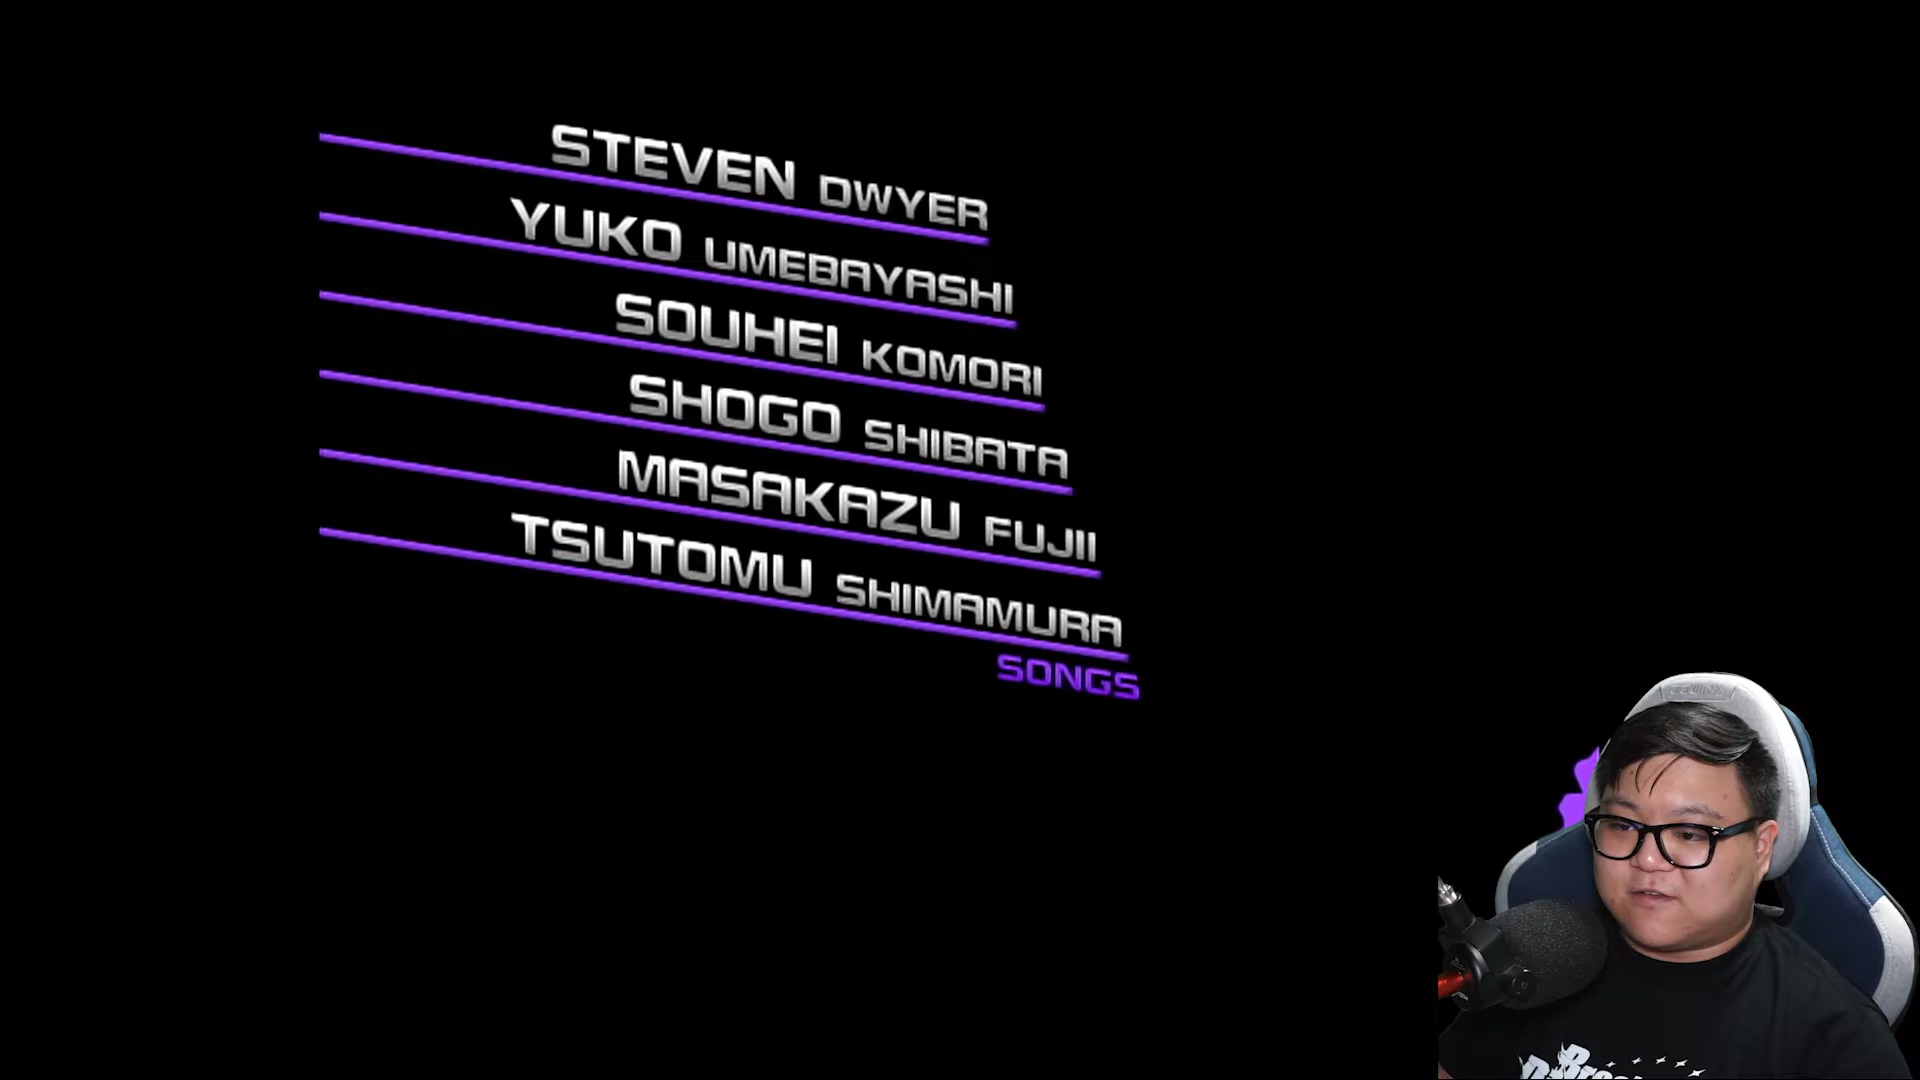 STEVEN DWYER
YUKO UMEBAYASHI
SOUHEI KOMORI
SHOGO SHIBATA
MASAKAZU FUJII
TSUTOMU SHIMAMURA
SONGS